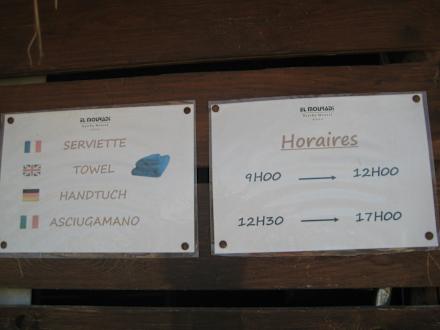 EL MOURADI
SERVIETTE
TOWEL
HANDTUCH
ASCIUGAMANO
EL MOURADI
Horaires
9H00 12H00
12H30 17H00